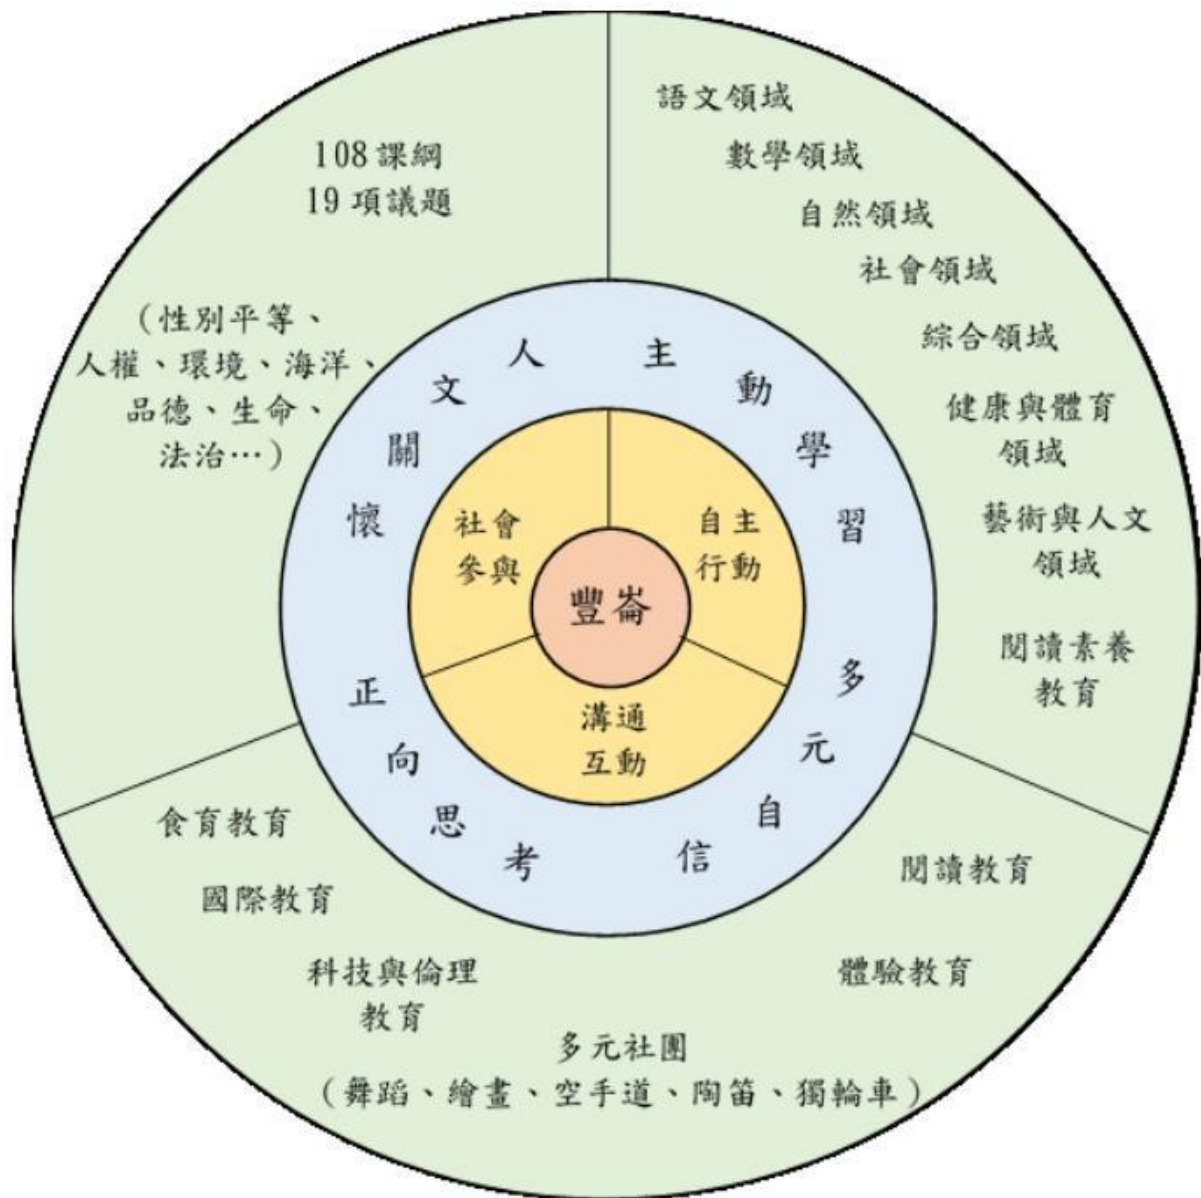 108 課綱
19 項議題
（性別平等、
人權、環境、海洋、
品德、生命、
法治…）
語文領域
數學領域
自然領域
社會領域
綜合領域
健康與體育
領域
藝術與人文
領域
閱讀素養
教育
人文關懷
主動學習
多元自信
正向思考
社會
參與
自主
行動
豐崙
溝通
互動
食育教育
國際教育
科技與倫理
教育
多元社團
（舞蹈、繪畫、空手道、陶笛、獨輪車）
體驗教育
閱讀教育